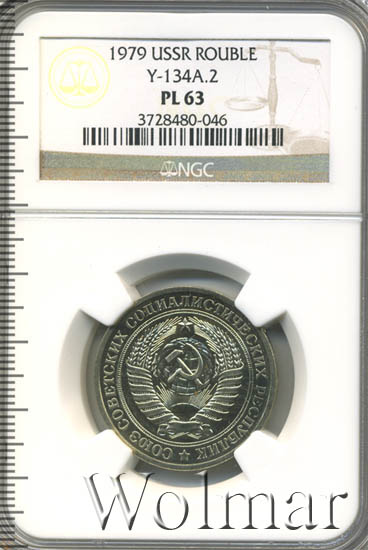 1979 USSR ROUBLE
Y-134A.2
PL 63
3728480-046
NGC
СОЮЗ СОВЕТСКИХ СОЦИАЛИСТИЧЕСКИХ РЕСПУБЛИК
Wolmar